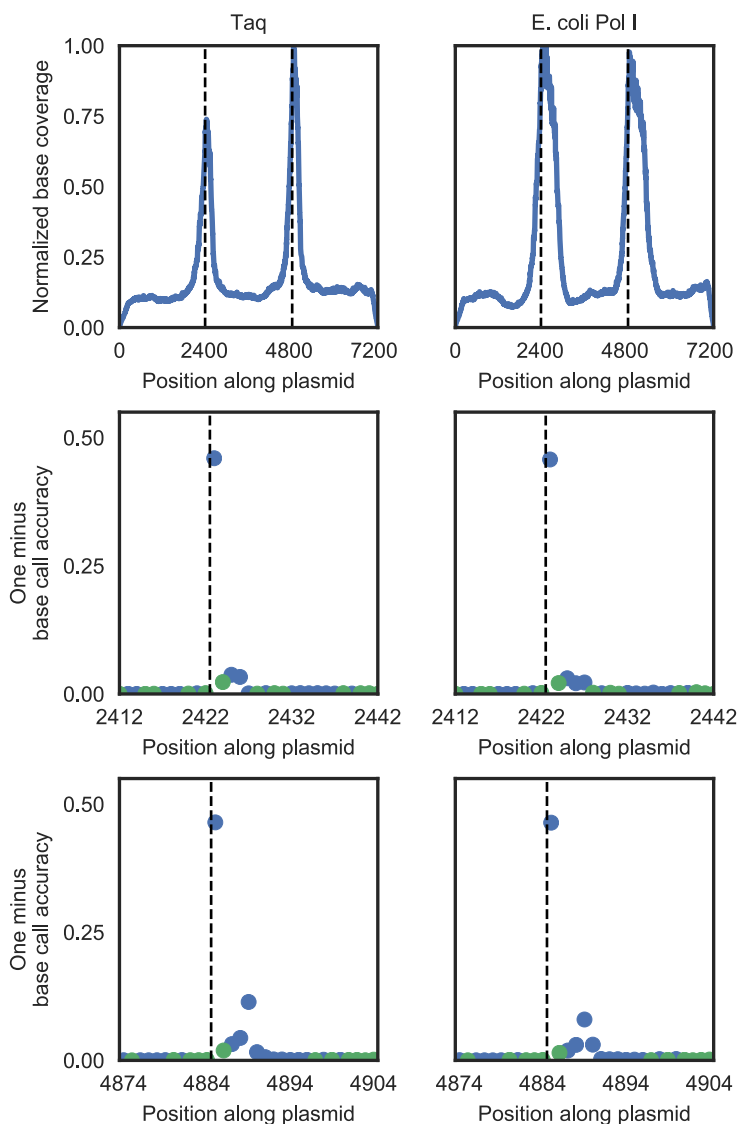 Taq
E. coli Pol I
Normalized base coverage
1.00
0.75
0.50
0.25
0.00
0 2400 4800 7200
Position along plasmid
0 2400 4800 7200
Position along plasmid
One minus
base call accuracy
0.50
0.25
0.00
2412 2422 2432 2442
Position along plasmid
2412 2422 2432 2442
Position along plasmid
One minus
base call accuracy
0.50
0.25
0.00
4874 4884 4894 4904
Position along plasmid
4874 4884 4894 4904
Position along plasmid